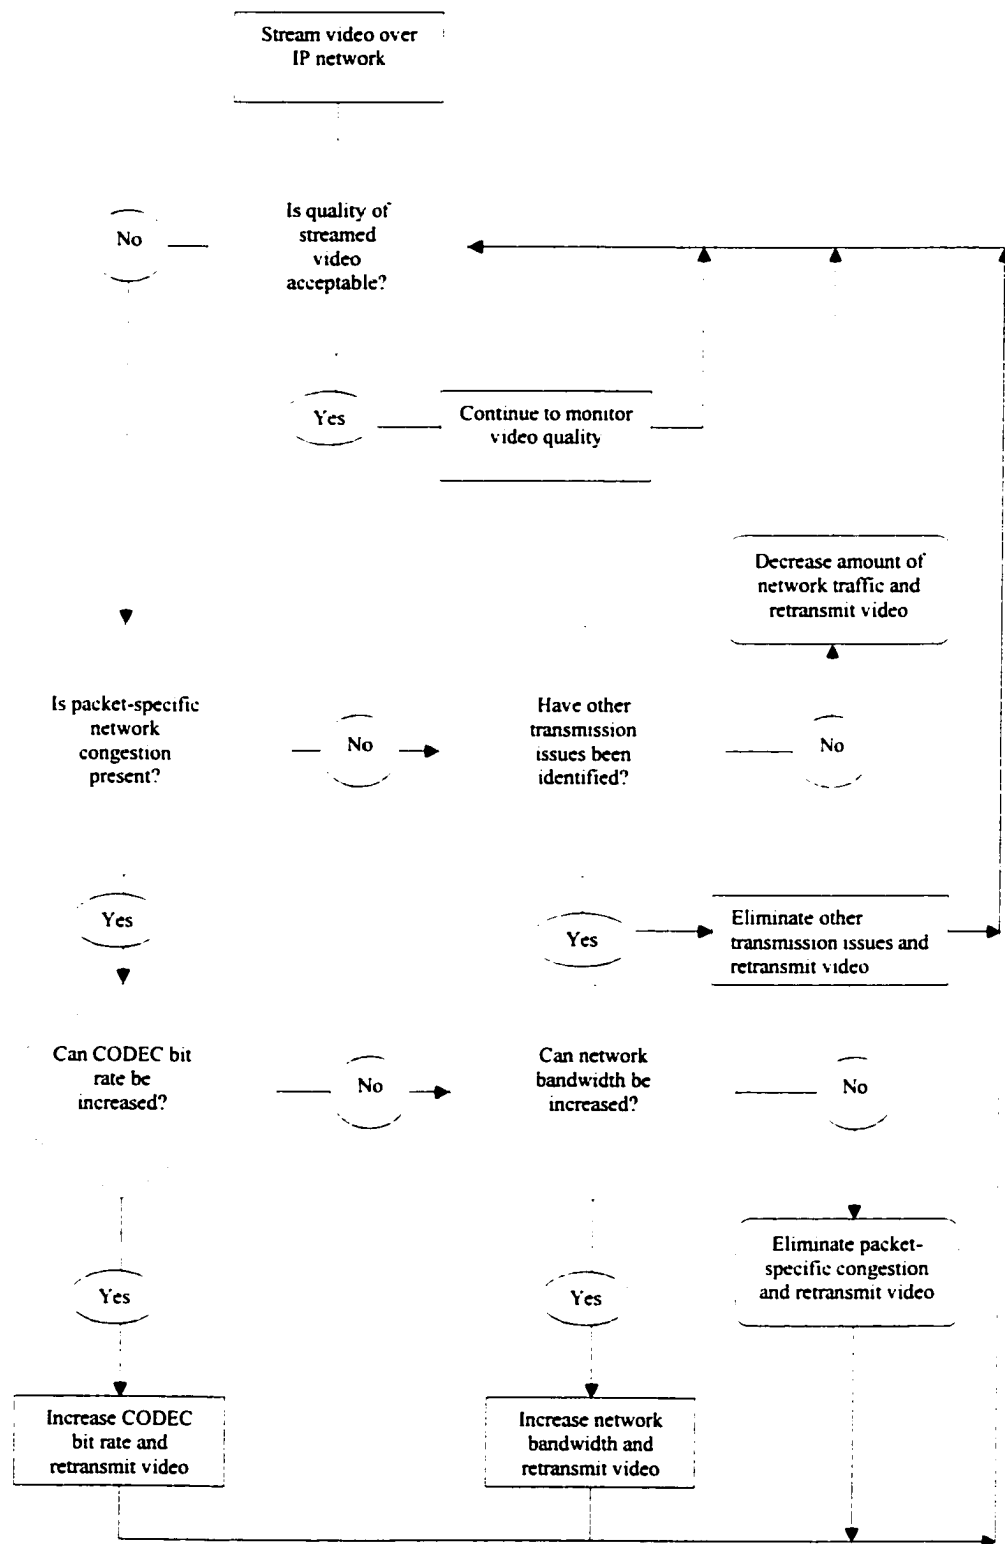 Stream video over
IP network
No
Is quality of
streamed
video
acceptable?
Yes
Continue to monitor
video quality
Decrease amount of
network traffic and
retransmit video
Is packet-specific
network
congestion
present?
No
Have other
transmission
issues been
identified?
No
Yes
Yes
Eliminate other
transmission issues and
retransmit video
Can CODEC bit
rate be
increased?
No
Can network
bandwidth be
increased?
No
Eliminate packet-
specific congestion
and retransmit video
Yes
Yes
Increase CODEC
bit rate and
retransmit video
Increase network
bandwidth and
retransmit video